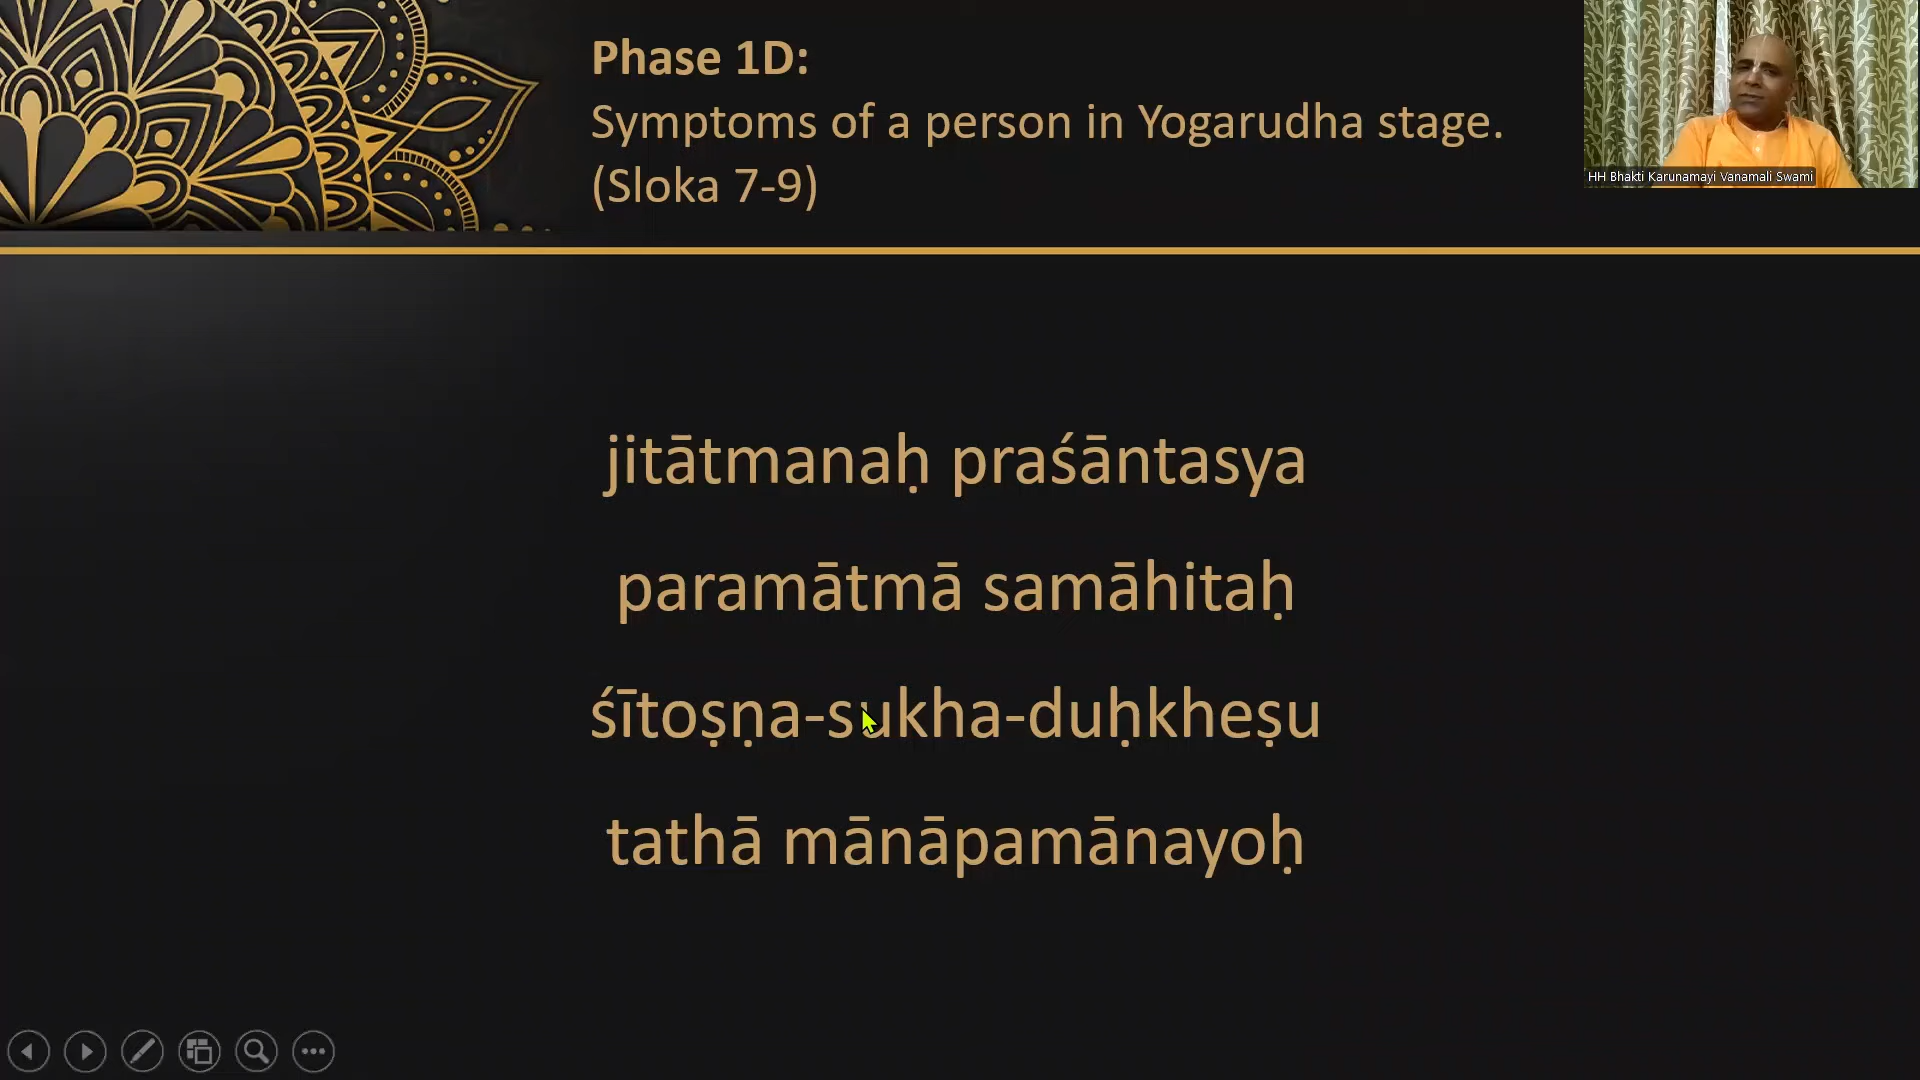 Phase 1D:
Symptoms of a person in Yogarudha stage.
(Sloka 7-9)
HH Bhakti Karunamayi Vanamali Swami
jitātmanaḥ praśāntasya
paramātmā samāhitaḥ
śītoṣṇa-sukha-duḥkheṣu
tathā mānāpamānayoḥ